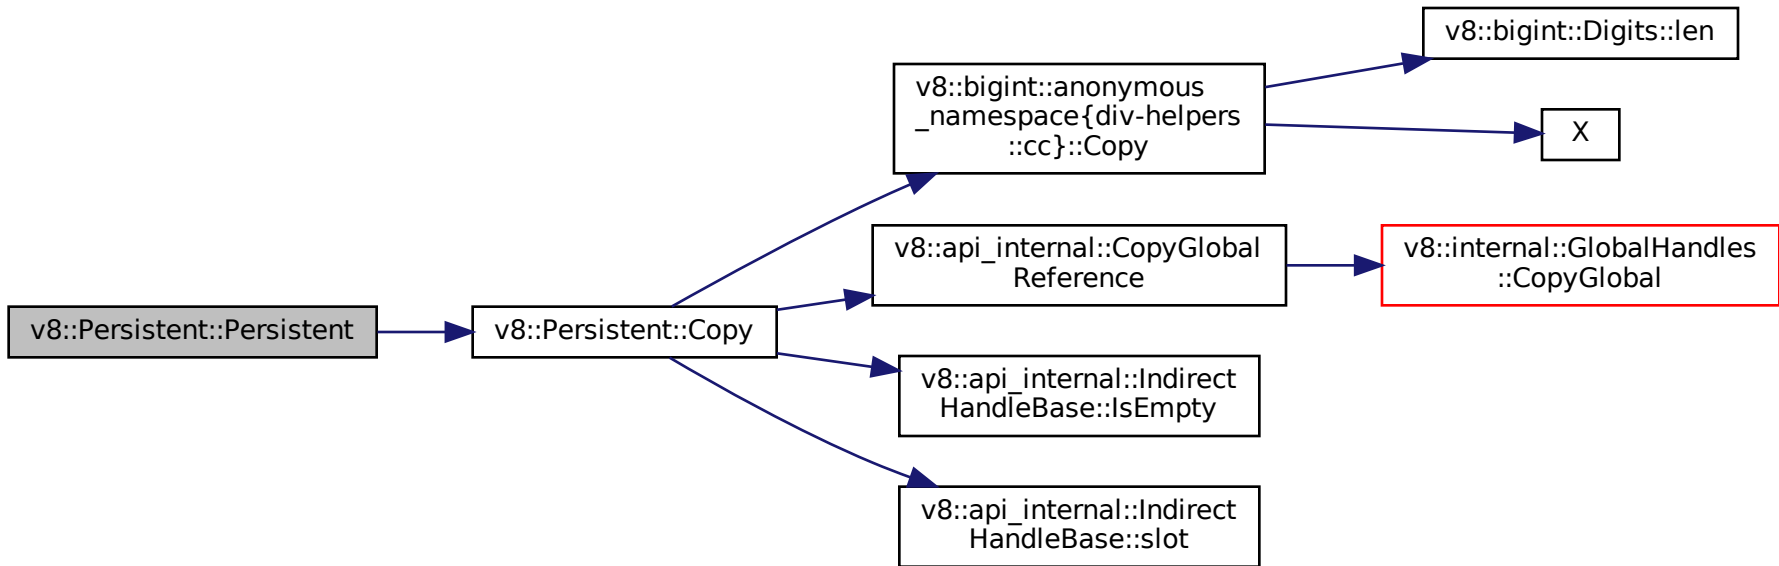 v8::Persistent::Persistent
v8::Persistent::Copy
v8::bigint::anonymous
_namespace{div-helpers
::cc}::Copy
v8::bigint::Digits::len
X
v8::api_internal::CopyGlobal
Reference
v8::internal::GlobalHandles
::CopyGlobal
v8::api_internal::Indirect
HandleBase::IsEmpty
v8::api_internal::Indirect
HandleBase::slot